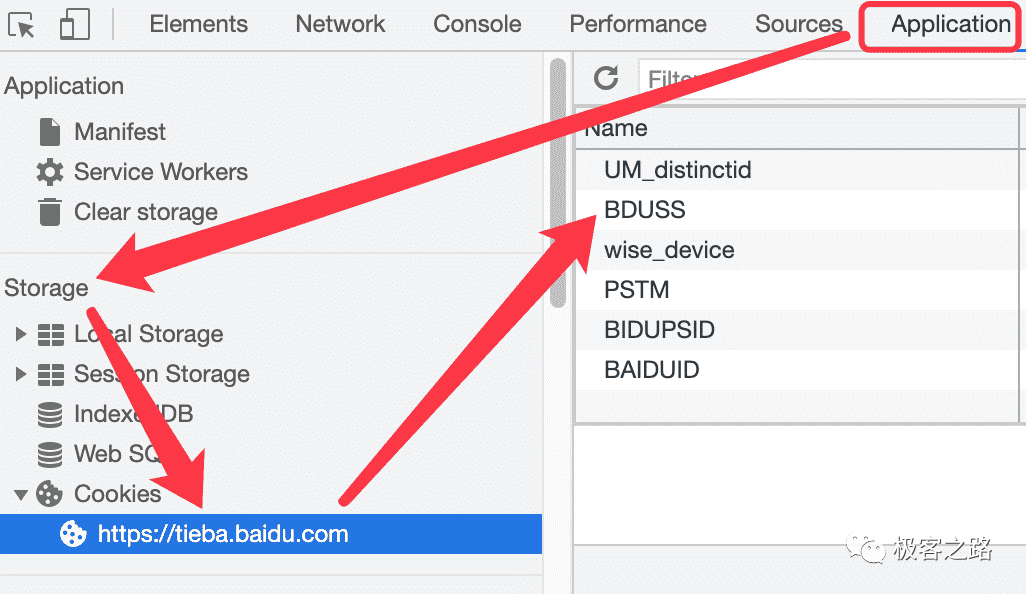 Elements Network Console Performance Sources Application
Application
Manifest
Service Workers
Clear storage
Storage
Local Storage
Session Storage
IndexedDB
Web SQ
Cookies
https://tieba.baidu.com
Filter
Name
UM_distinctid
BDUSS
wise_device
PSTM
BIDUPSID
BAIDUID
极客之路